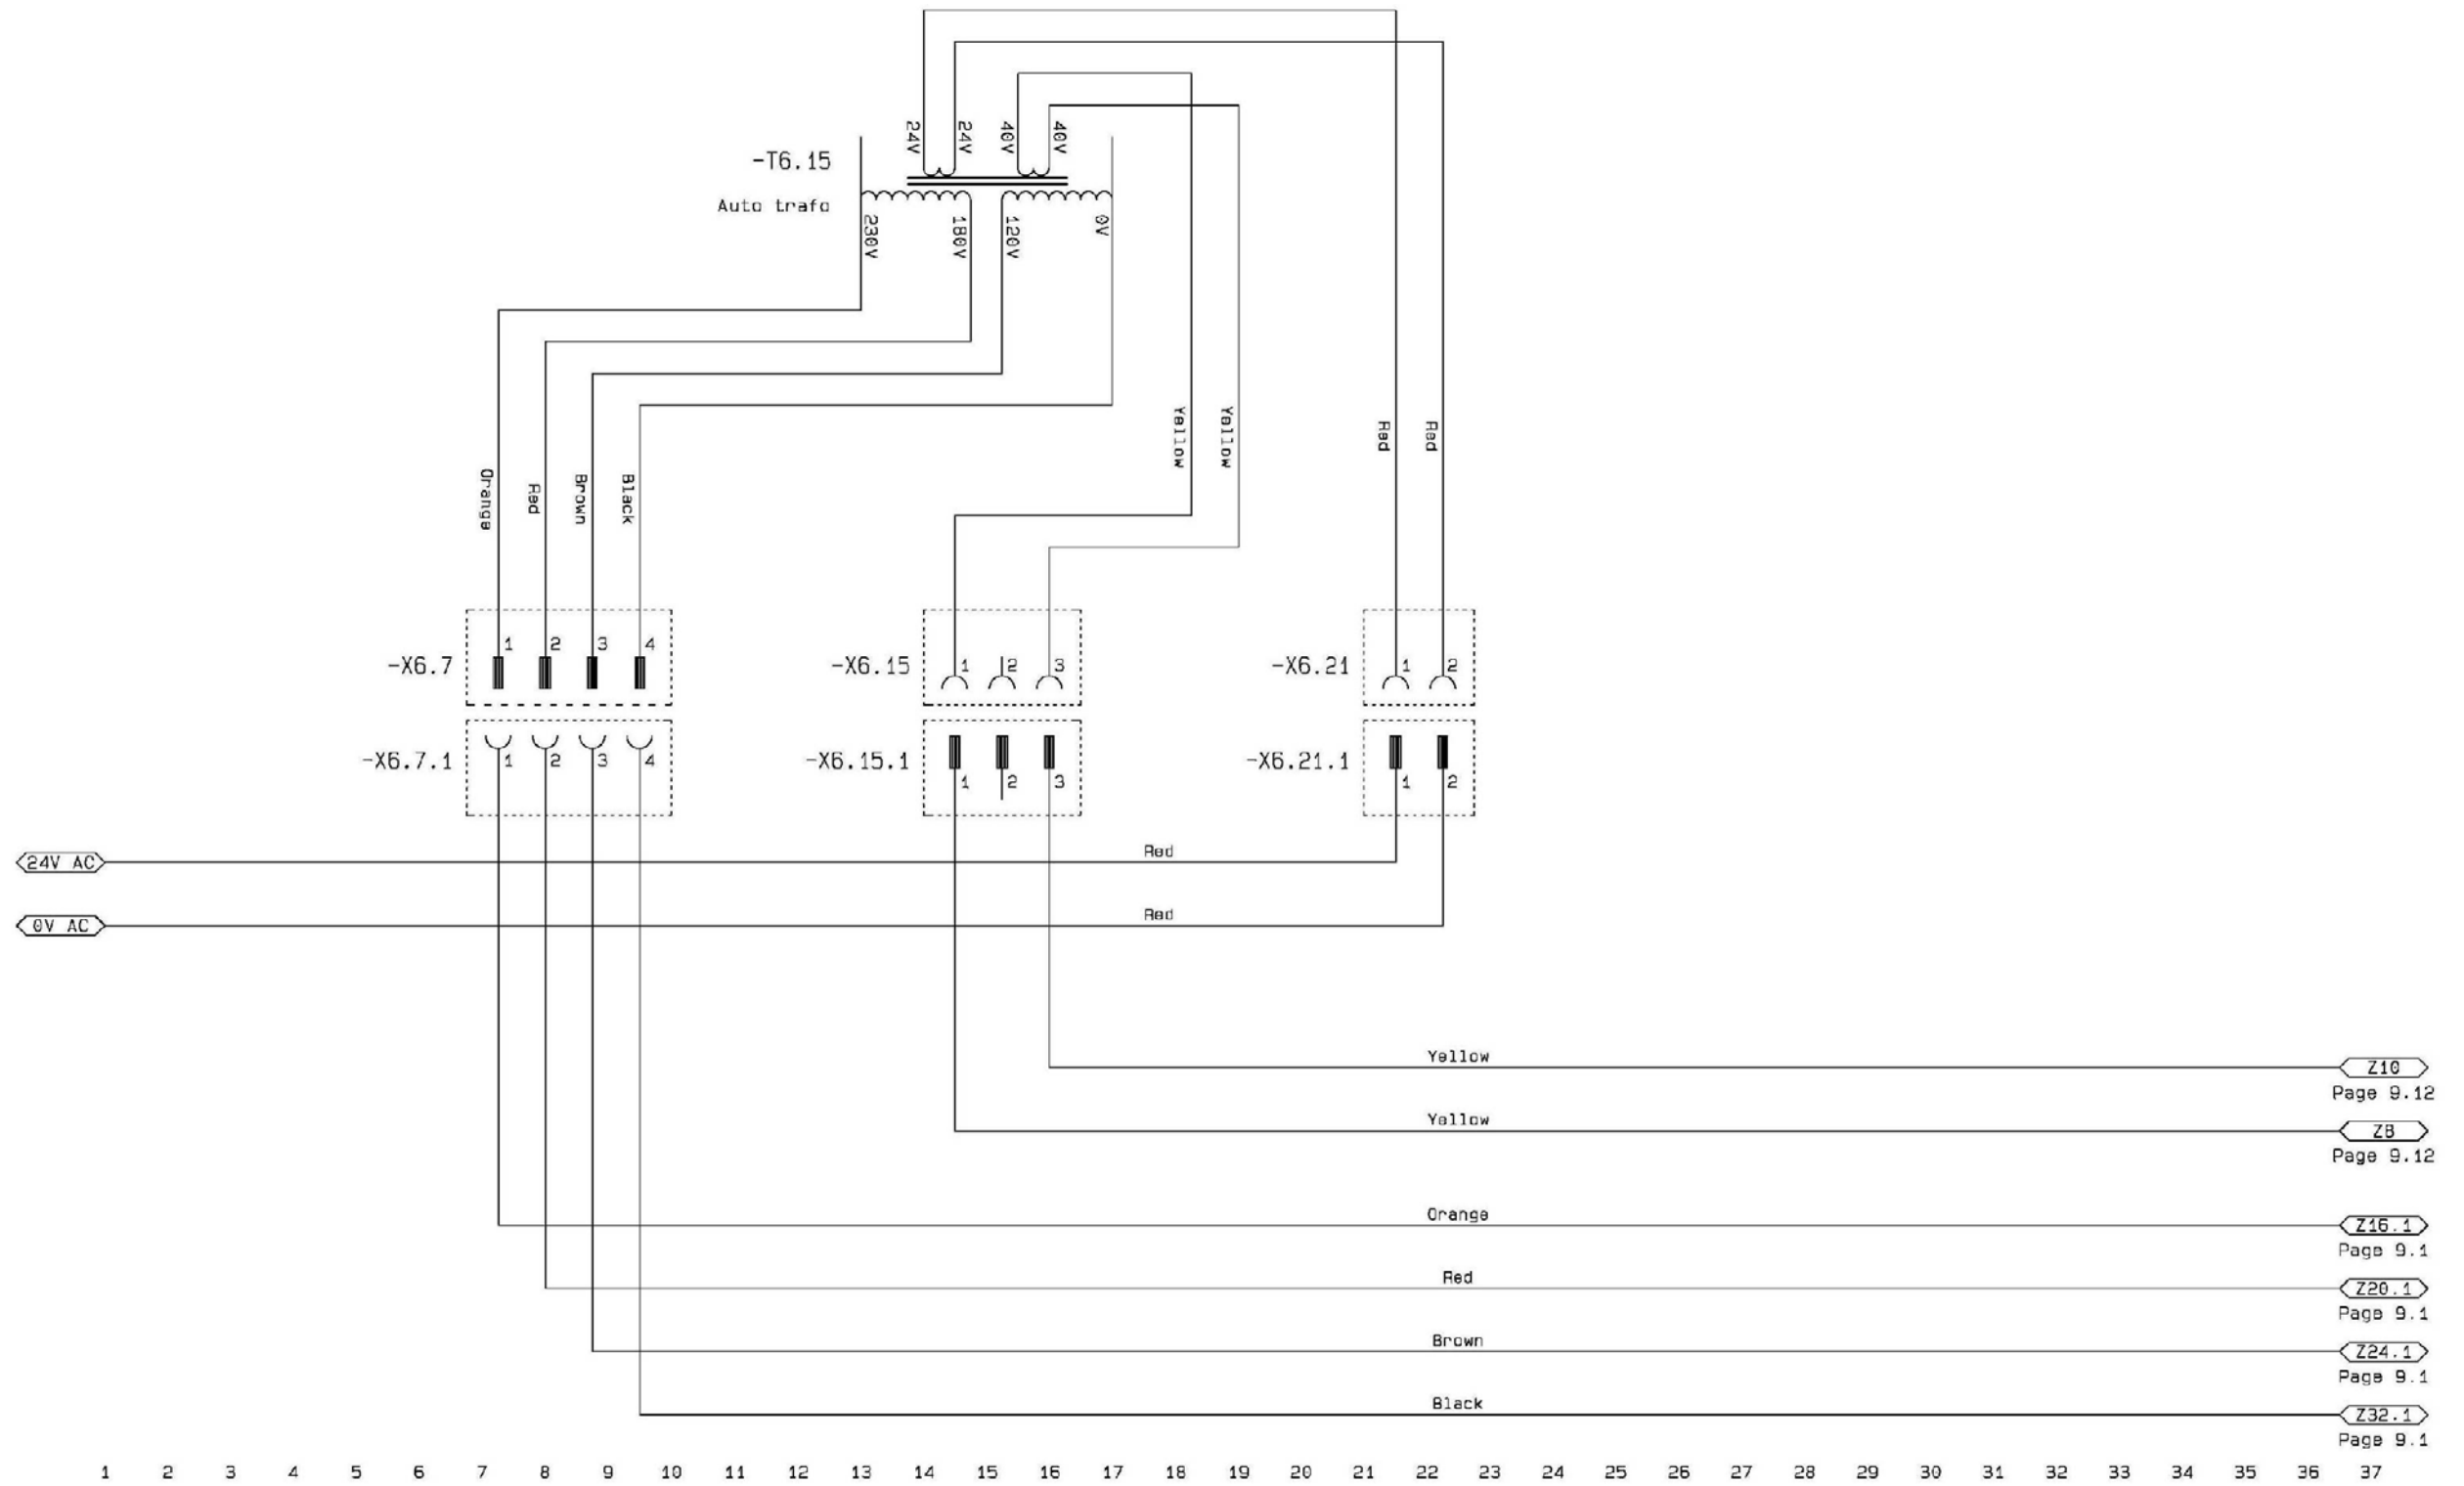 24V
24V
40V
40V
-T6.15
Auto trafo
230V
180V
120V
0V
Yellow
Yellow
Red
Red
Orange
Red
Brown
Black
1 2 3 4
-X6.7
1 2 3
-X6.15
1 2
-X6.21
-X6.7.1
1 2 3 4
-X6.15.1
1 2 3
-X6.21.1
1 2
24V AC
Red
0V AC
Red
Yellow
Z10
Page 9.12
Yellow
Z8
Page 9.12
Orange
Z16.1
Page 9.1
Red
Z20.1
Page 9.1
Brown
Z24.1
Page 9.1
Black
Z32.1
Page 9.1
1 2 3 4 5 6 7 8 9 10 11 12 13 14 15 16 17 18 19 20 21 22 23 24 25 26 27 28 29 30 31 32 33 34 35 36 37